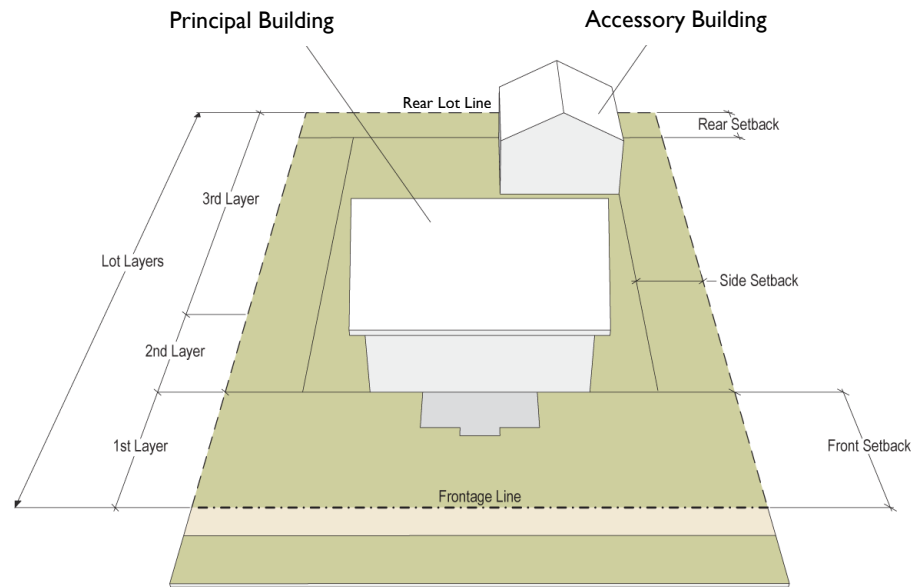 Principal Building
Accessory Building
Rear Lot Line
Rear Setback
3rd Layer
Lot Layers
Side Setback
2nd Layer
1st Layer
Front Setback
Frontage Line